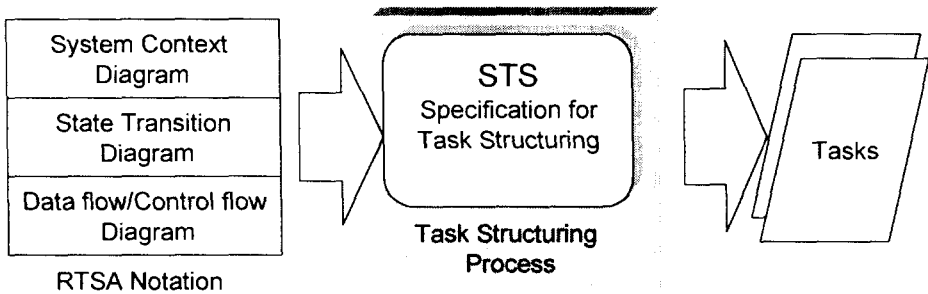 System Context
Diagram
State Transition
Diagram
Data flow/Control flow
Diagram
RTSA Notation
STS
Specification for
Task Structuring
Task Structuring
Process
Tasks